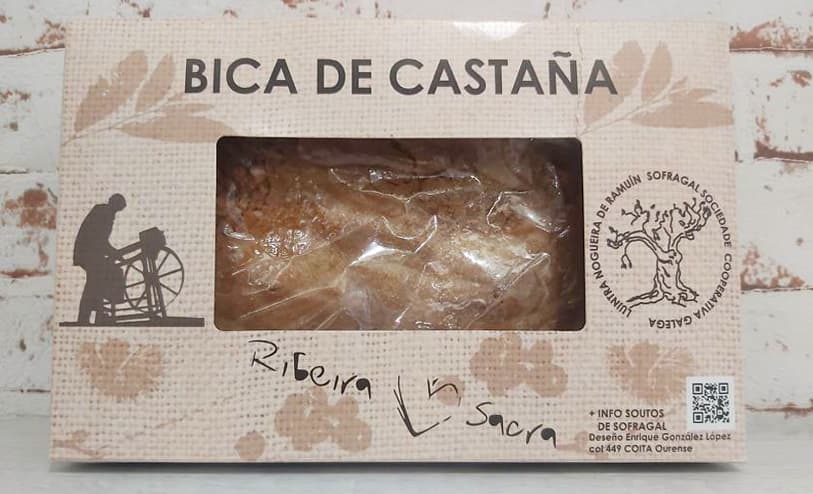 BICA DE CASTAÑA
LUINTRA NOGUEIRA DE RAMUÍN SOFRAGAL SOCIEDADE COOPERATIVA GALEGA
Ribeira
Sacra
+ INFO SOUTOS
DE SOFRAGAL
Deseño Enrique González López
col 449 COITA Ourense